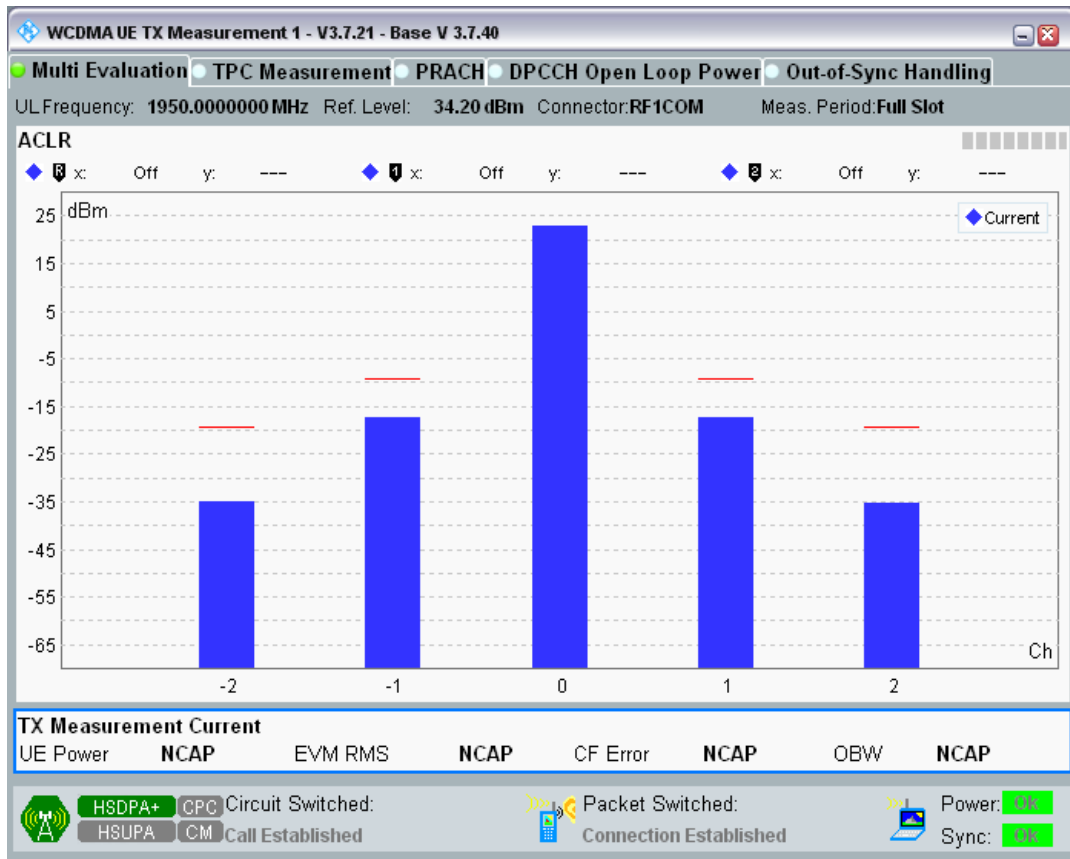 WCDMA UE TX Measurement 1 - V3.7.21 - Base V 3.7.40
Multi Evaluation TPC Measurement PRACH DPCCH Open Loop Power Out-of-Sync Handling
UL Frequency: 1950.0000000 MHz Ref. Level: 34.20 dBm Connector:RF1COM Meas. Period:Full Slot
ACLR
R x: Off y: --- 1 x: Off y: --- 2 x: Off y: ---
dBm
Current
25
15
5
-5
-15
-25
-35
-45
-55
-65
Ch
-2 -1 0 1 2
TX Measurement Current
UE Power NCAP EVM RMS NCAP CF Error NCAP OBW NCAP
HSDPA+ CPC Circuit Switched: Packet Switched: Power: Ok
HSUPA CM Call Established Connection Established Sync: Ok